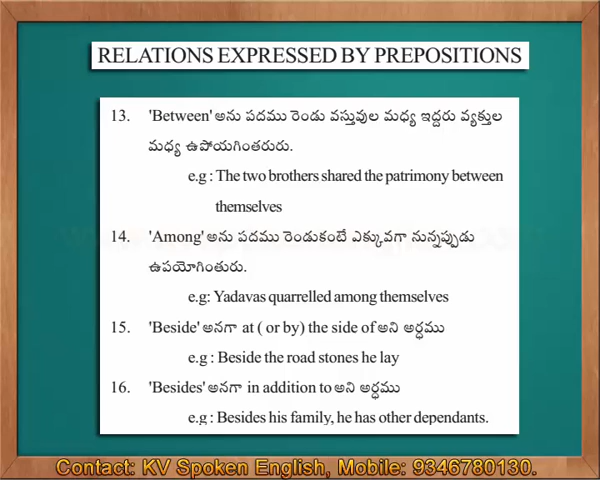 RELATIONS EXPRESSED BY PREPOSITIONS
13. 'Between' అను పదము రెండు వస్తువుల మధ్య ఇద్దరు వ్యక్తుల
మధ్య ఉపోయగింతరురు.
e.g : The two brothers shared the patrimony between
themselves
14. 'Among' అను పదము రెండుకంటే ఎక్కువగా నున్నప్పుడు
ఉపయోగింతురు.
e.g: Yadavas quarrelled among themselves
15. 'Beside' అనగా at ( or by) the side of అని అర్ధము
e.g : Beside the road stones he lay
16. 'Besides' అనగా in addition to అని అర్ధము
e.g : Besides his family, he has other dependants.
Contact: KV Spoken English, Mobile: 9346780130.